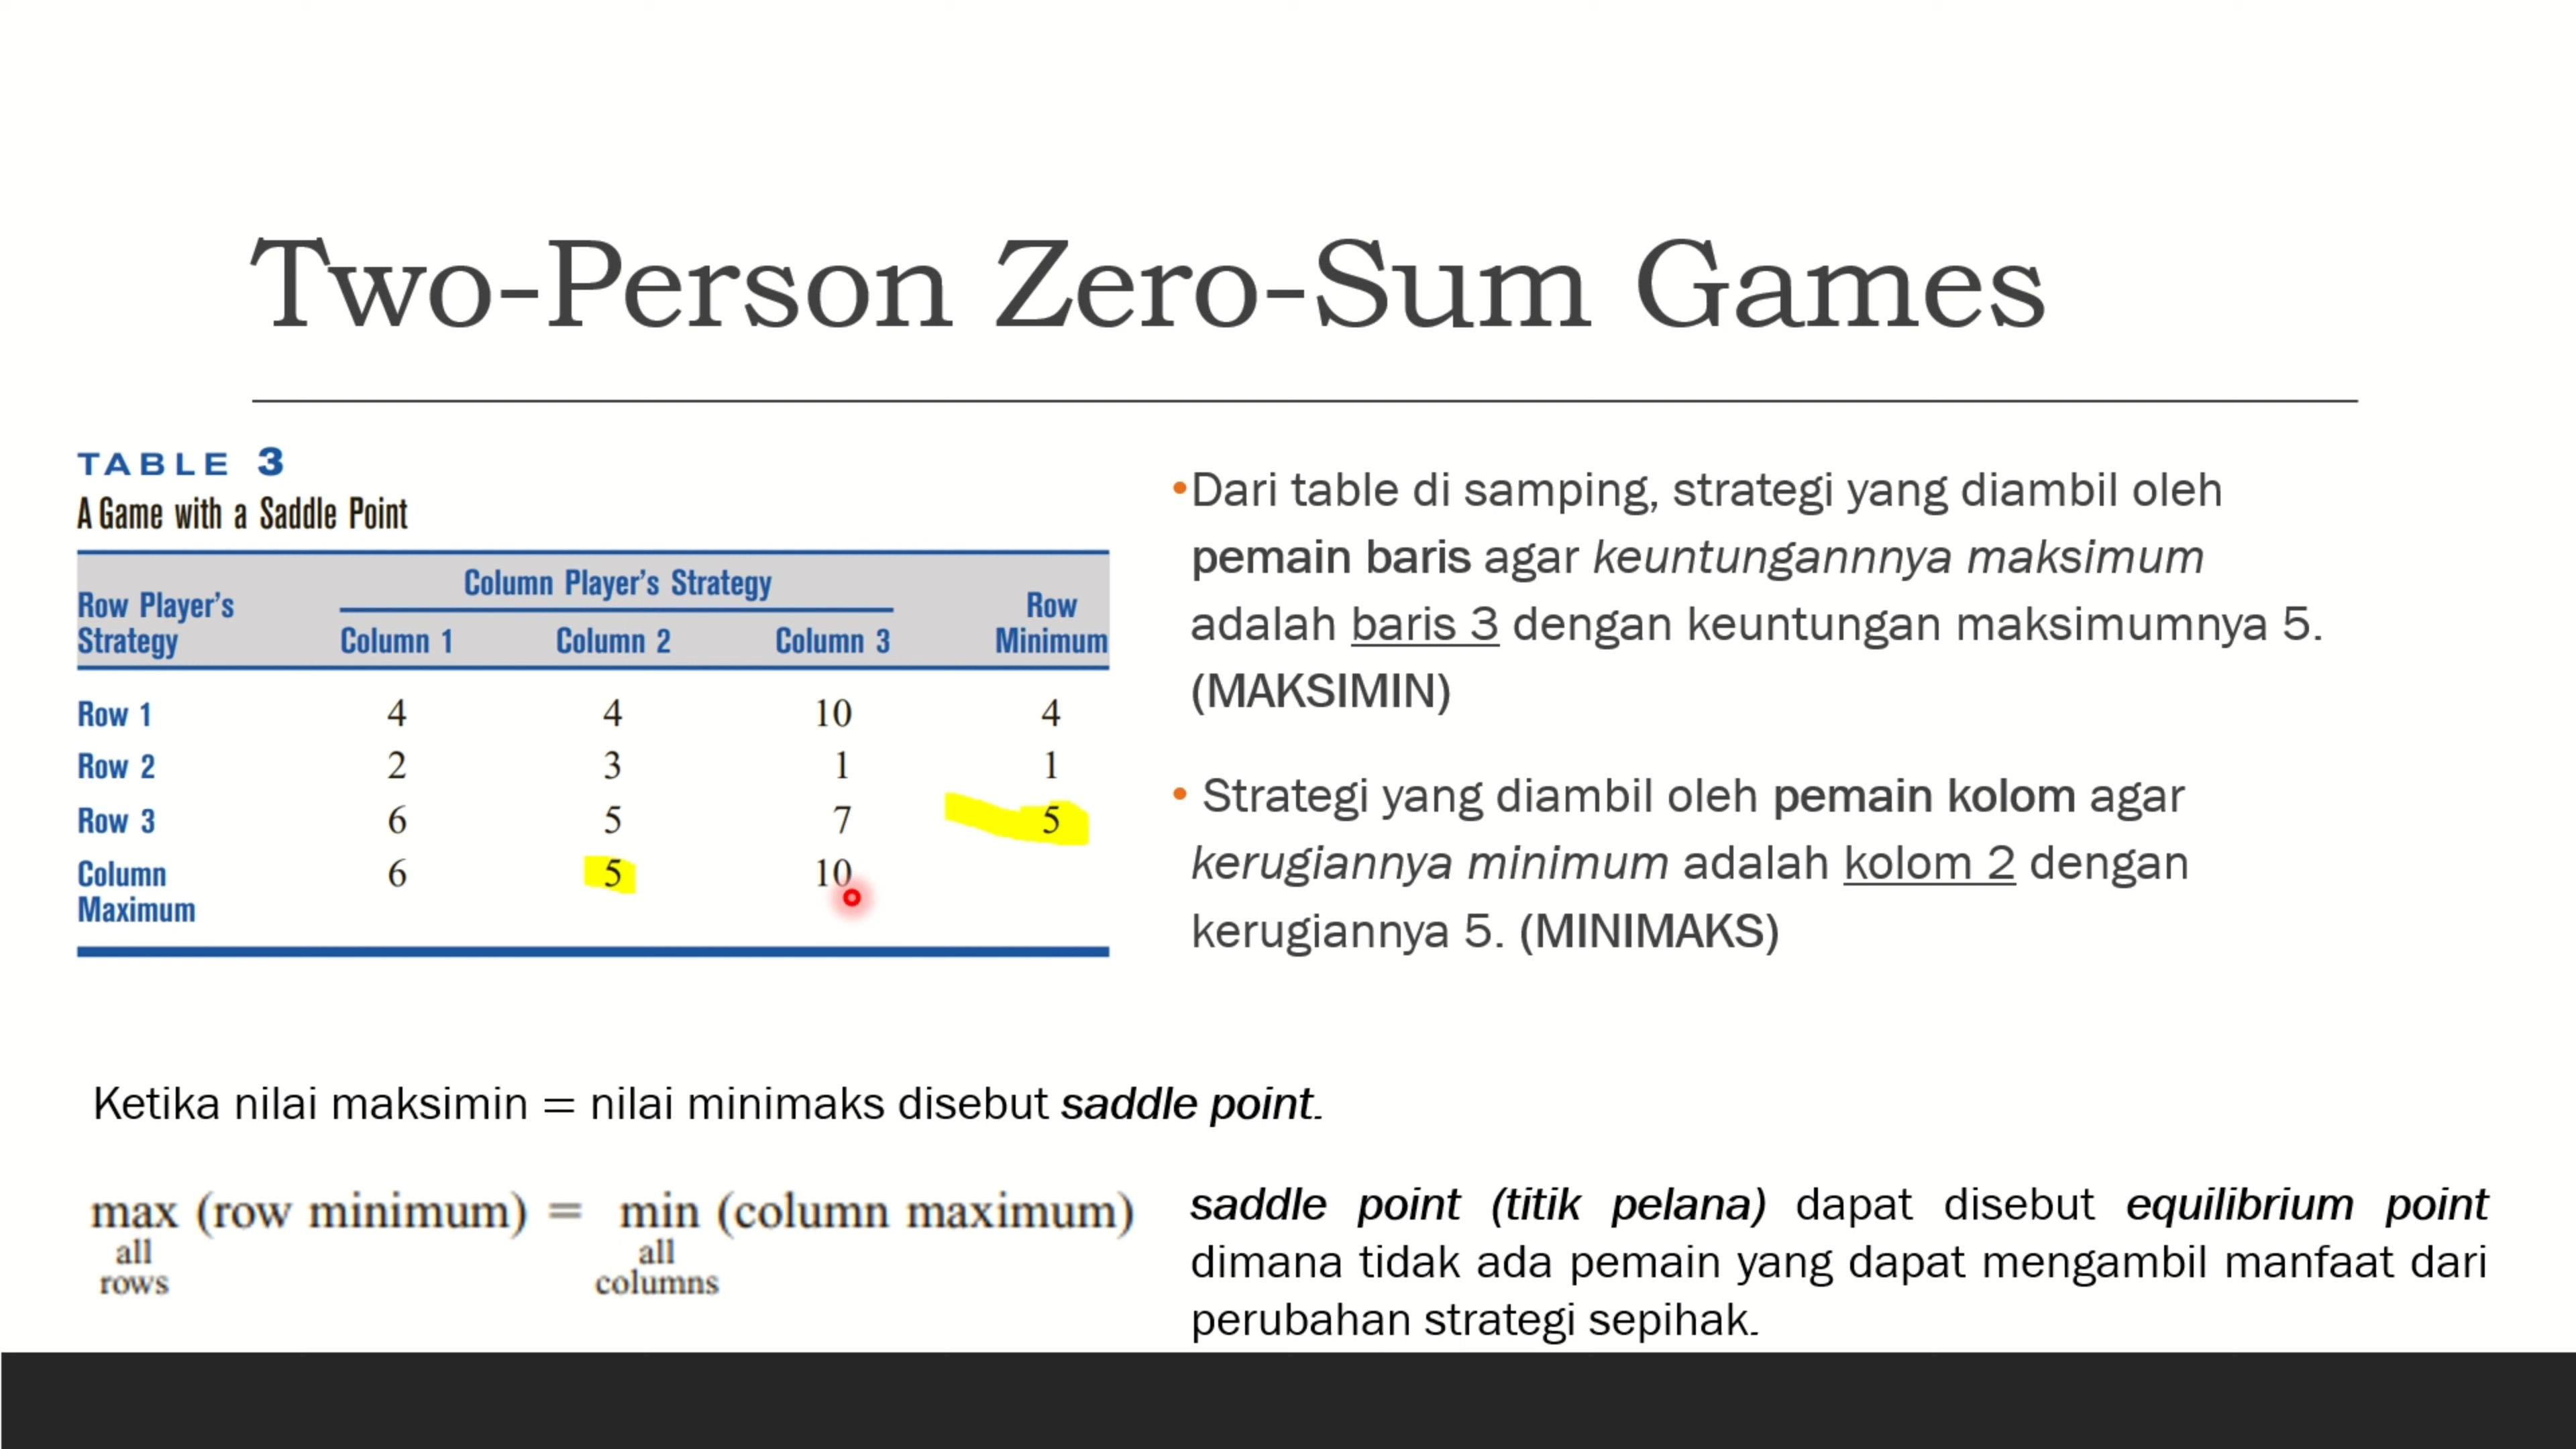 Two-Person Zero-Sum Games
TABLE 3
A Game with a Saddle Point
Row Player's Strategy
Column Player's Strategy
Row Minimum
Column 1 Column 2 Column 3
Row 1 4 4 10 4
Row 2 2 3 1 1
Row 3 6 5 7 5
Column Maximum 6 5 10
•Dari table di samping, strategi yang diambil oleh
pemain baris agar keuntungannnya maksimum
adalah baris 3 dengan keuntungan maksimumnya 5.
(MAKSIMIN)
• Strategi yang diambil oleh pemain kolom agar
kerugiannya minimum adalah kolom 2 dengan
kerugiannya 5. (MINIMAKS)
Ketika nilai maksimin = nilai minimaks disebut saddle point.
max (row minimum) = min (column maximum)
all all
rows columns
saddle point (titik pelana) dapat disebut equilibrium point
dimana tidak ada pemain yang dapat mengambil manfaat dari
perubahan strategi sepihak.